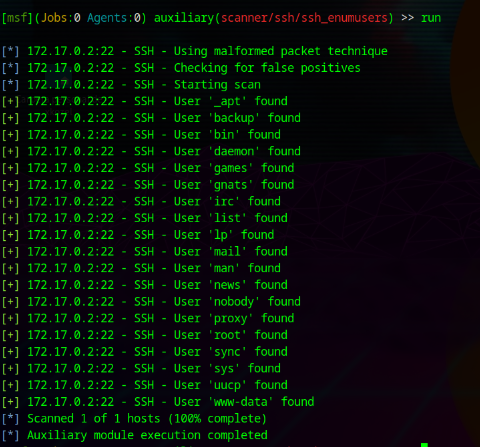 [msf](Jobs:0 Agents:0) auxiliary(scanner/ssh/ssh_enumusers) >> run
[*] 172.17.0.2:22 - SSH - Using malformed packet technique
[*] 172.17.0.2:22 - SSH - Checking for false positives
[*] 172.17.0.2:22 - SSH - Starting scan
[+] 172.17.0.2:22 - SSH - User '_apt' found
[+] 172.17.0.2:22 - SSH - User 'backup' found
[+] 172.17.0.2:22 - SSH - User 'bin' found
[+] 172.17.0.2:22 - SSH - User 'daemon' found
[+] 172.17.0.2:22 - SSH - User 'games' found
[+] 172.17.0.2:22 - SSH - User 'gnats' found
[+] 172.17.0.2:22 - SSH - User 'irc' found
[+] 172.17.0.2:22 - SSH - User 'list' found
[+] 172.17.0.2:22 - SSH - User 'lp' found
[+] 172.17.0.2:22 - SSH - User 'mail' found
[+] 172.17.0.2:22 - SSH - User 'man' found
[+] 172.17.0.2:22 - SSH - User 'news' found
[+] 172.17.0.2:22 - SSH - User 'nobody' found
[+] 172.17.0.2:22 - SSH - User 'proxy' found
[+] 172.17.0.2:22 - SSH - User 'root' found
[+] 172.17.0.2:22 - SSH - User 'sync' found
[+] 172.17.0.2:22 - SSH - User 'sys' found
[+] 172.17.0.2:22 - SSH - User 'uucp' found
[+] 172.17.0.2:22 - SSH - User 'www-data' found
[*] Scanned 1 of 1 hosts (100% complete)
[*] Auxiliary module execution completed